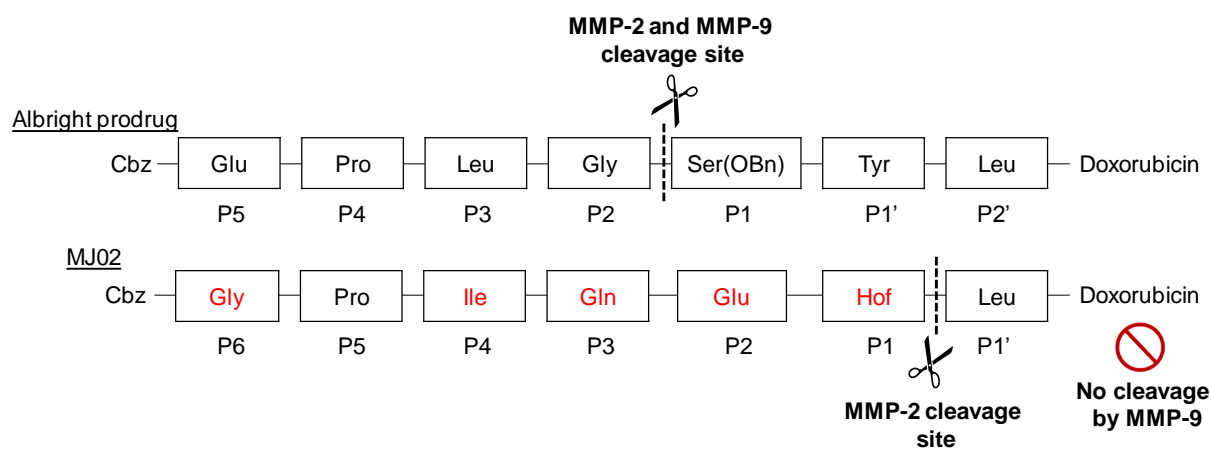 MMP-2 and MMP-9
cleavage site
Albright prodrug
Cbz Glu Pro Leu Gly Ser(OBn) Tyr Leu Doxorubicin
P5 P4 P3 P2 P1 P1' P2'
MJ02
Cbz Gly Pro Ile Gln Glu Hof Leu Doxorubicin
P6 P5 P4 P3 P2 P1 P1'
MMP-2 cleavage
site
No cleavage
by MMP-9